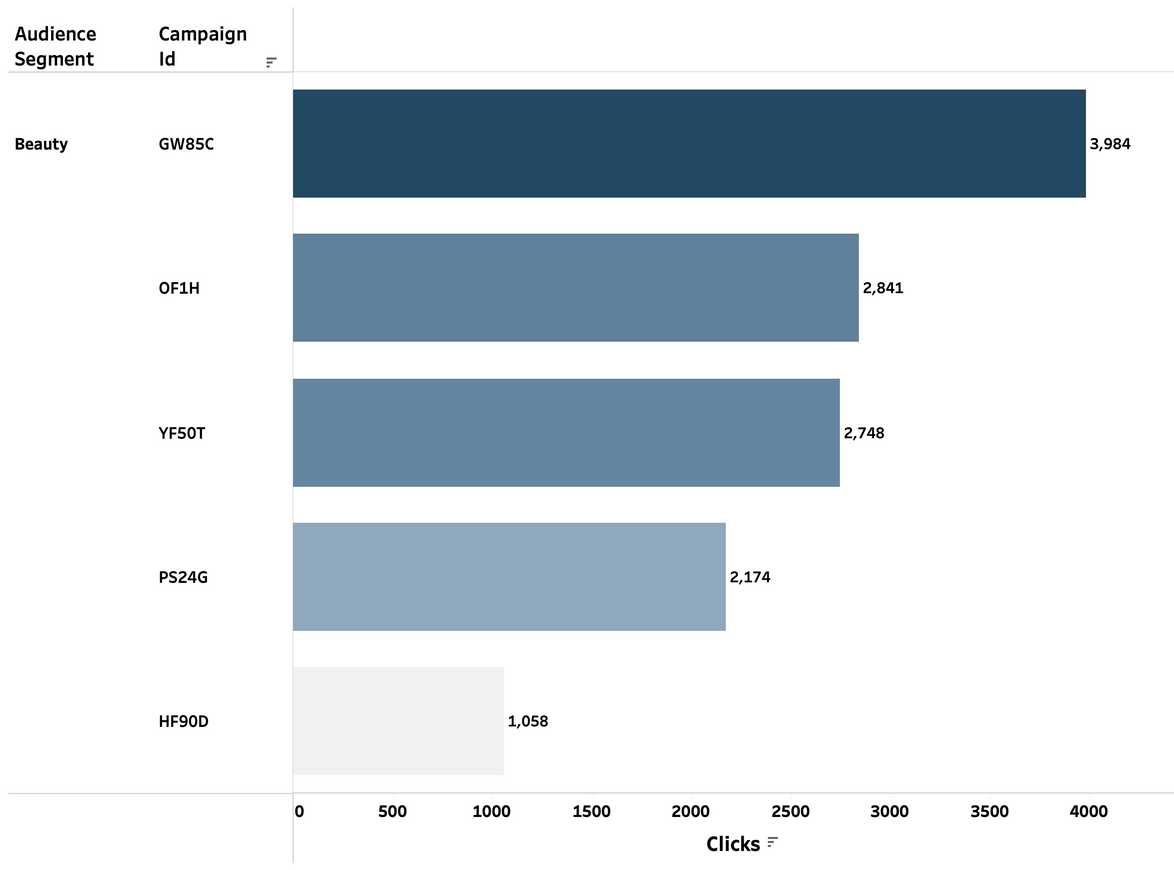 Audience Segment
Campaign Id
Beauty
GW85C
3,984
OF1H
2,841
YF50T
2,748
PS24G
2,174
HF90D
1,058
0 500 1000 1500 2000 2500 3000 3500 4000
Clicks